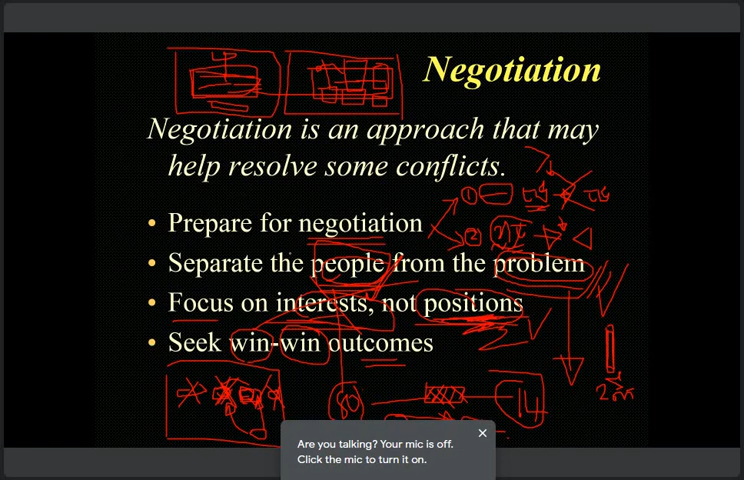 Negotiation
Negotiation is an approach that may
help resolve some conflicts.
• Prepare for negotiation
• Separate the people from the problem
• Focus on interests, not positions
• Seek win-win outcomes
80
14
Are you talking? Your mic is off.
Click the mic to turn it on.